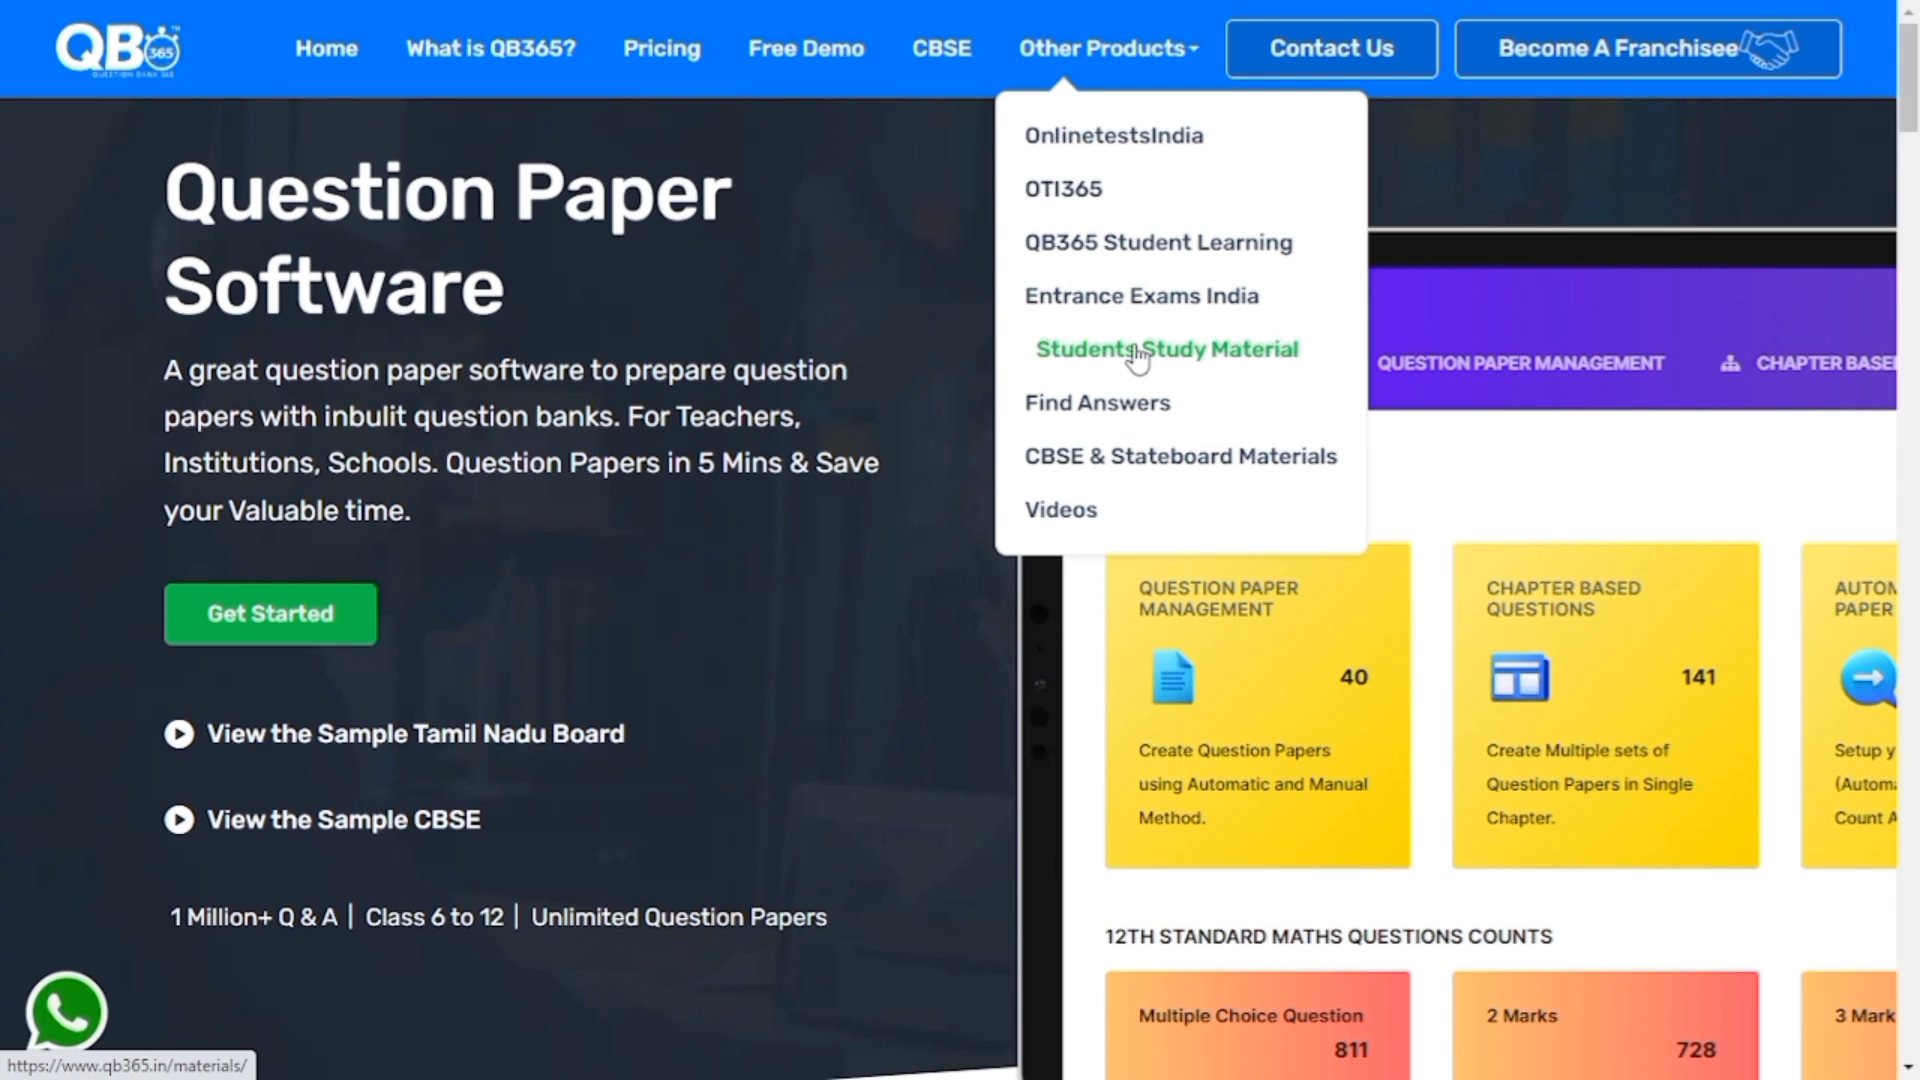 QB365
QUESTION BANK 365
Home
What is QB365?
Pricing
Free Demo
CBSE
Other Products
Contact Us
Become A Franchisee
OnlinetestsIndia
OTI365
QB365 Student Learning
Entrance Exams India
Students Study Material
Find Answers
CBSE & Stateboard Materials
Videos
Question Paper
Software
A great question paper software to prepare question
papers with inbulit question banks. For Teachers,
Institutions, Schools. Question Papers in 5 Mins & Save
your Valuable time.
Get Started
View the Sample Tamil Nadu Board
View the Sample CBSE
1 Million+ Q & A | Class 6 to 12 | Unlimited Question Papers
QUESTION PAPER MANAGEMENT
CHAPTER BASE
QUESTION PAPER
MANAGEMENT
40
Create Question Papers
using Automatic and Manual
Method.
CHAPTER BASED
QUESTIONS
141
Create Multiple sets of
Question Papers in Single
Chapter.
AUTOM
PAPER
Setup y
(Automa
Count A
12TH STANDARD MATHS QUESTIONS COUNTS
Multiple Choice Question
811
2 Marks
728
3 Mark
https://www.qb365.in/materials/